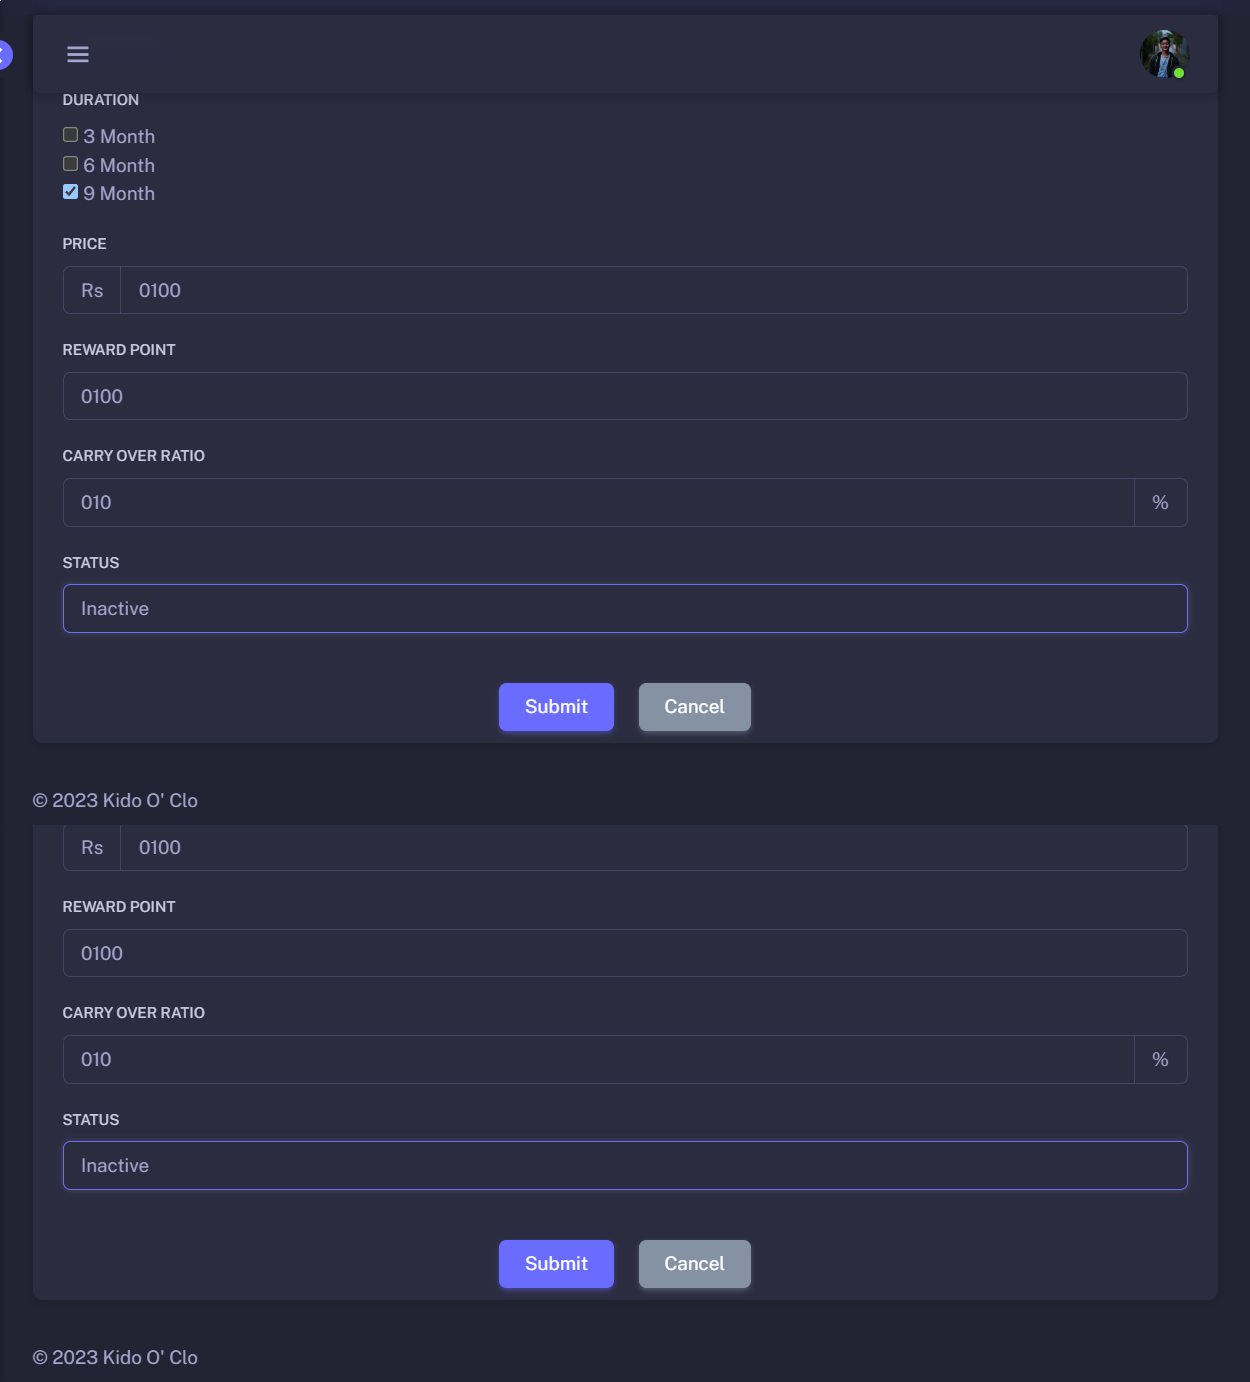 DURATION
3 Month
6 Month
9 Month
PRICE
Rs 0100
REWARD POINT
0100
CARRY OVER RATIO
010 %
STATUS
Inactive
Submit Cancel
© 2023 Kido O' Clo
Rs 0100
REWARD POINT
0100
CARRY OVER RATIO
010 %
STATUS
Inactive
Submit Cancel
© 2023 Kido O' Clo